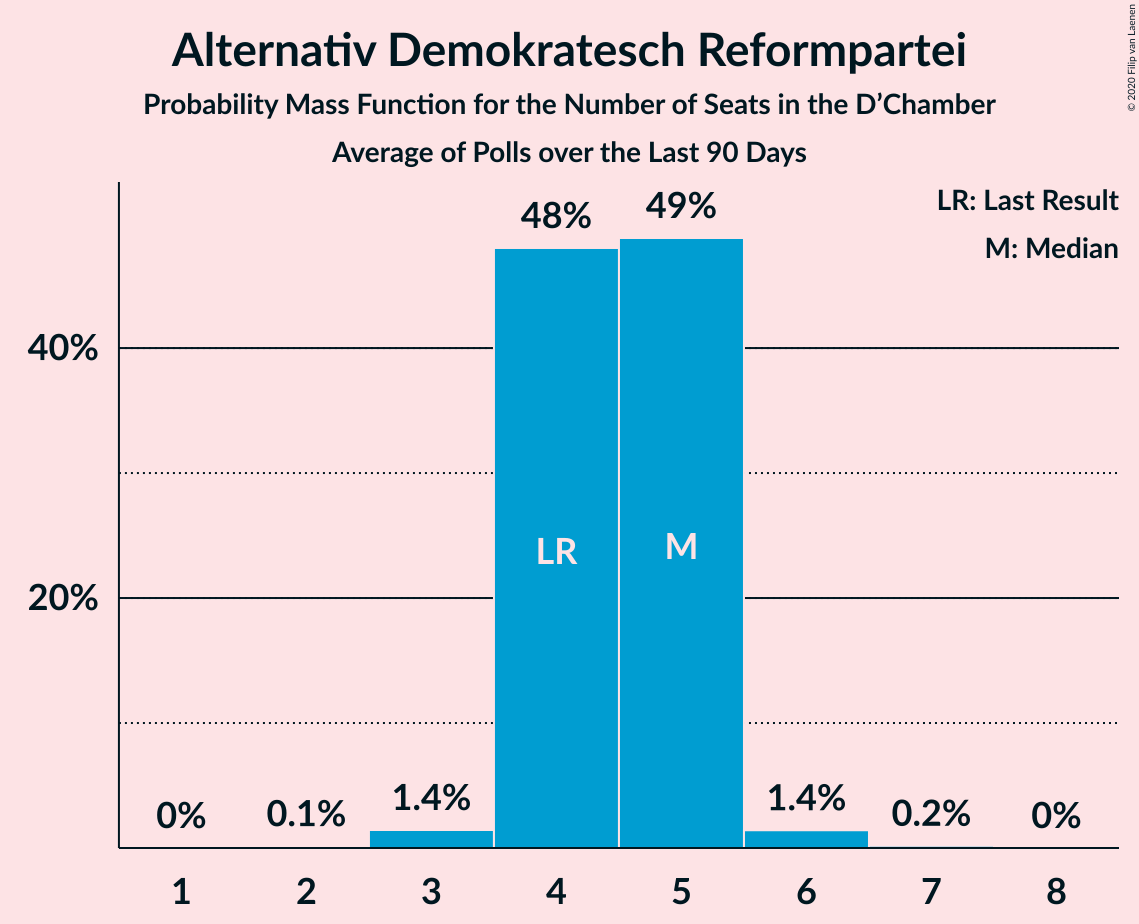 Alternativ Demokratesch Reformpartei
Probability Mass Function for the Number of Seats in the D’Chamber
Average of Polls over the Last 90 Days
© 2020 Filip van Laenen
LR: Last Result
M: Median
48%
49%
40%
20%
LR
M
0%
0.1%
1.4%
1.4%
0.2%
0%
1
2
3
4
5
6
7
8